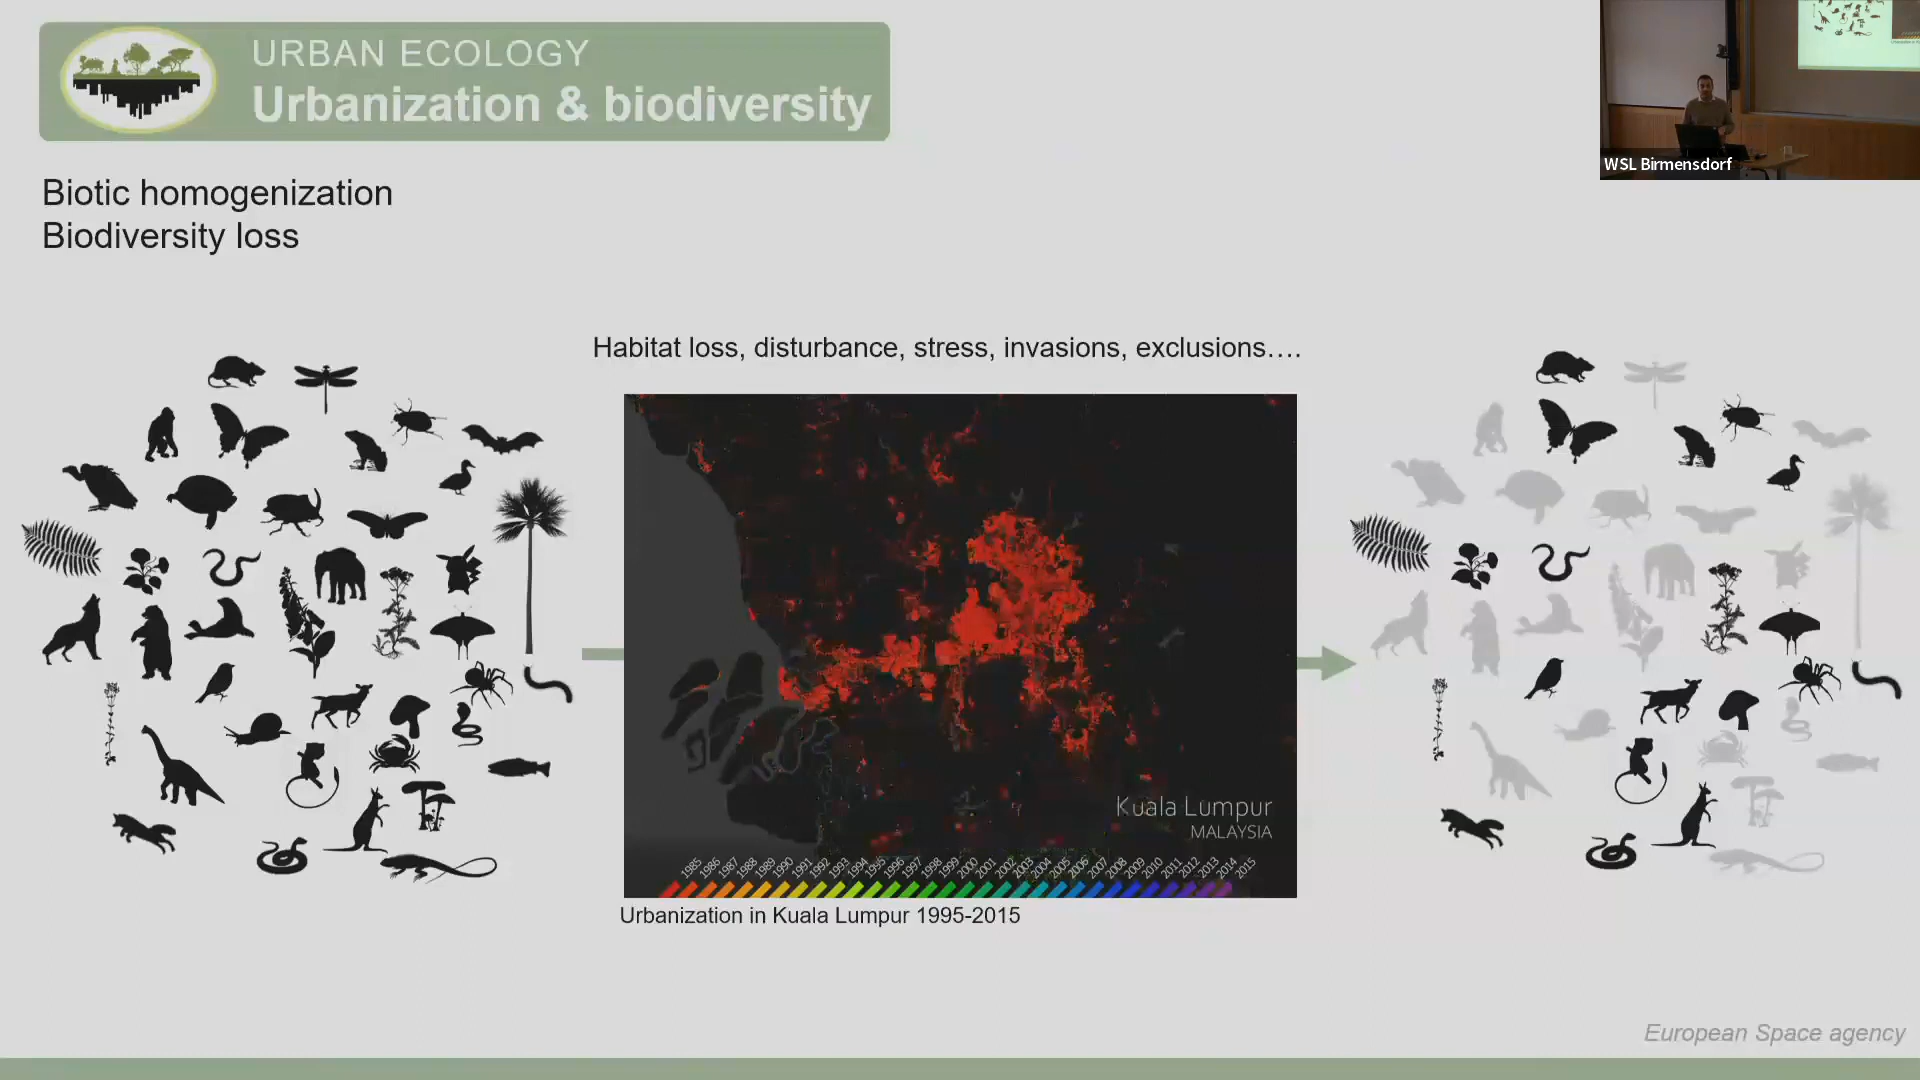 URBAN ECOLOGY
Urbanization & biodiversity
WSL Birmensdorf
Biotic homogenization
Biodiversity loss
Habitat loss, disturbance, stress, invasions, exclusions….
Kuala Lumpur
MALAYSIA
1985 1986 1987 1988 1989 1990 1991 1992 1993 1994 1995 1996 1997 1998 1999 2000 2001 2002 2003 2004 2005 2006 2007 2008 2009 2010 2011 2012 2013 2014 2015
Urbanization in Kuala Lumpur 1995-2015
European Space agency